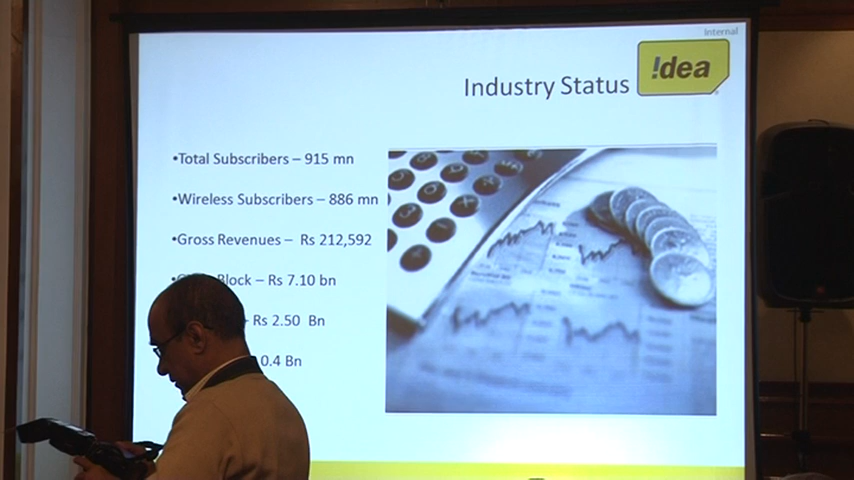 Internal
!dea
Industry Status
•Total Subscribers – 915 mn
•Wireless Subscribers – 886 mn
•Gross Revenues – Rs 212,592
Block – Rs 7.10 bn
- Rs 2.50 Bn
0.4 Bn